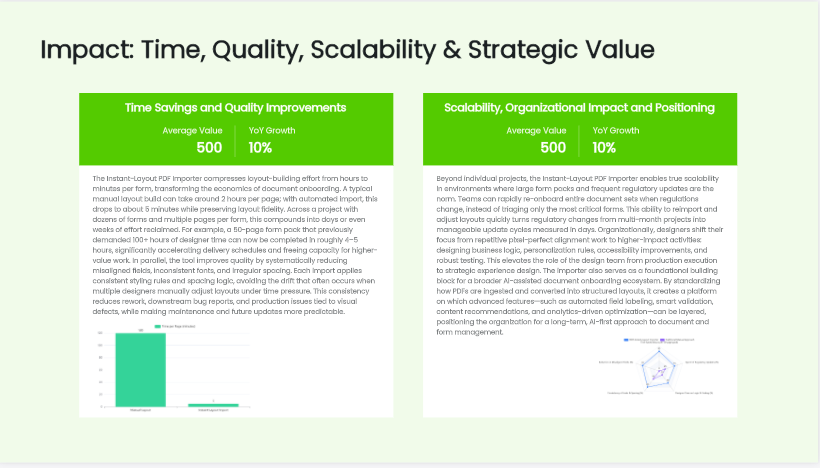 Impact: Time, Quality, Scalability & Strategic Value
Time Savings and Quality Improvements
Average Value
YoY Growth
500
10%
The Instant-Layout PDF Importer compresses layout-building effort from hours to
minutes per form, transforming the economics of document onboarding. A typical
manual layout build can take around 2 hours per page; with automated import, this
drops to about 5 minutes while preserving layout fidelity. Across a project with
dozens of forms and multiple pages per form, this compounds into days or even
weeks of effort reclaimed. For example, a 50-page form pack that previously
demanded 100+ hours of designer time can now be completed in roughly 4–5
hours, significantly accelerating delivery schedules and freeing capacity for higher-
value work. In parallel, the tool improves quality by systematically reducing
misaligned fields, inconsistent fonts, and irregular spacing. Each import applies
consistent styling rules and spacing logic, avoiding the drift that often occurs when
multiple designers manually adjust layouts under time pressure. This consistency
reduces rework, downstream bug reports, and production issues tied to visual
defects, while making maintenance and future updates more predictable.
Scalability, Organizational Impact and Positioning
Average Value
YoY Growth
500
10%
Beyond individual projects, the Instant-Layout PDF Importer enables true scalability
in environments where large form packs and frequent regulatory updates are the
norm. Teams can rapidly re-onboard entire document sets when regulations
change, instead of triaging only the most critical forms. This ability to reimport and
adjust layouts quickly turns regulatory changes from multi-month projects into
manageable update cycles measured in days. Organizationally, designers shift their
focus from repetitive pixel-perfect alignment work to higher-impact activities:
designing business logic, personalization rules, accessibility improvements, and
robust testing. This elevates the role of the design team from production execution
to strategic experience design. The importer also serves as a foundational building
block for a broader AI-assisted document onboarding ecosystem. By standardizing
how PDFs are ingested and converted into structured layouts, it creates a platform
on which advanced features—such as automated field labeling, smart validation,
content recommendations, and analytics-driven optimization—can be layered,
positioning the organization for a long-term, AI-first approach to document and
form management.